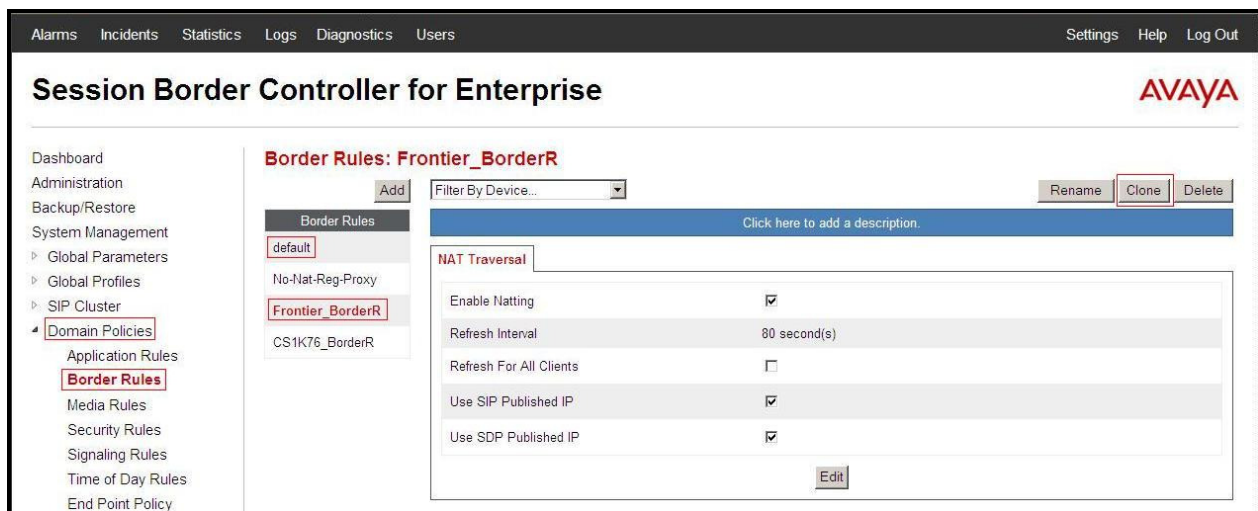 Alarms Incidents Statistics Logs Diagnostics Users Settings Help Log Out
Session Border Controller for Enterprise
AVAYA
Dashboard
Administration
Backup/Restore
System Management
Global Parameters
Global Profiles
SIP Cluster
Domain Policies
Application Rules
Border Rules
Media Rules
Security Rules
Signaling Rules
Time of Day Rules
End Point Policy
Border Rules: Frontier_BorderR
Add
Filter By Device...
Rename Clone Delete
Border Rules
default
No-Nat-Reg-Proxy
Frontier_BorderR
CS1K76_BorderR
Click here to add a description.
NAT Traversal
Enable Natting
Refresh Interval 80 second(s)
Refresh For All Clients
Use SIP Published IP
Use SDP Published IP
Edit